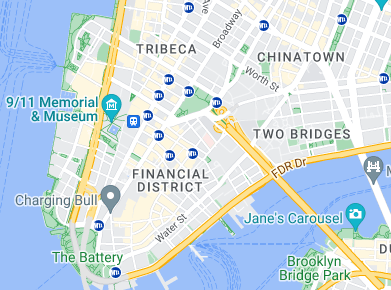 Broadway
TRIBECA
CHINATOWN
Worth St
9/11 Memorial
& Museum
TWO BRIDGES
FDR Dr
FINANCIAL
DISTRICT
Charging Bull
Water St
Jane's Carousel
The Battery
Brooklyn
Bridge Park